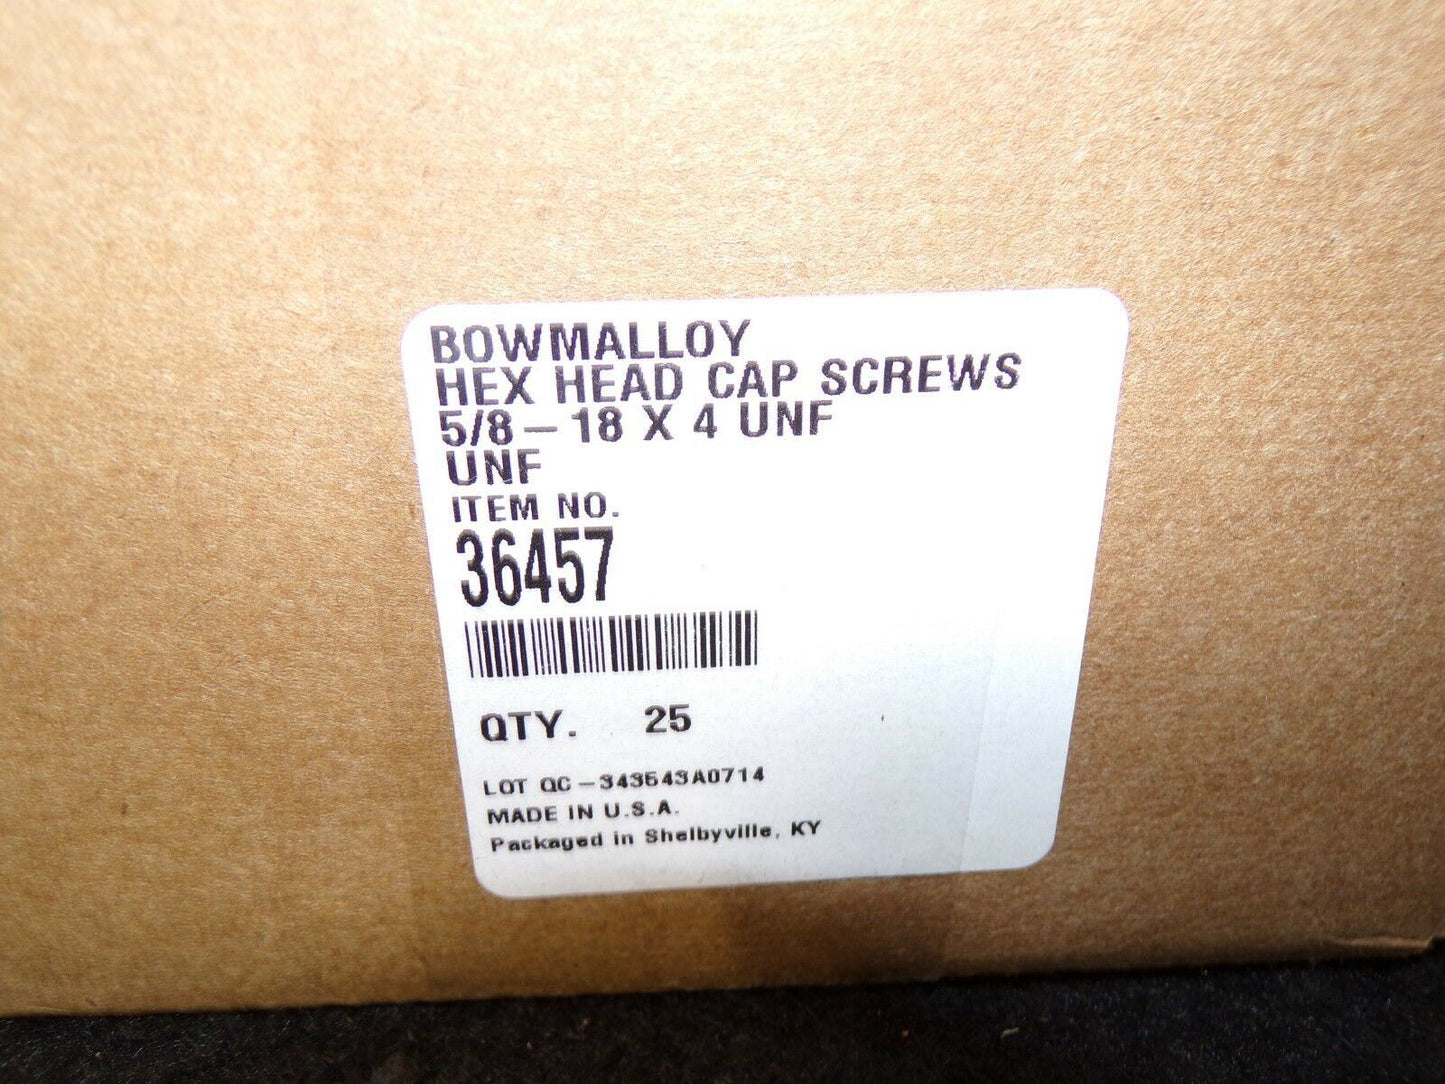 BOWMALLOY
HEX HEAD CAP SCREWS
5/8-18 X 4 UNF
UNF
ITEM NO.
36457
QTY. 25
LOT QC-343543A0714
MADE IN U.S.A.
Packaged in Shelbyville, KY